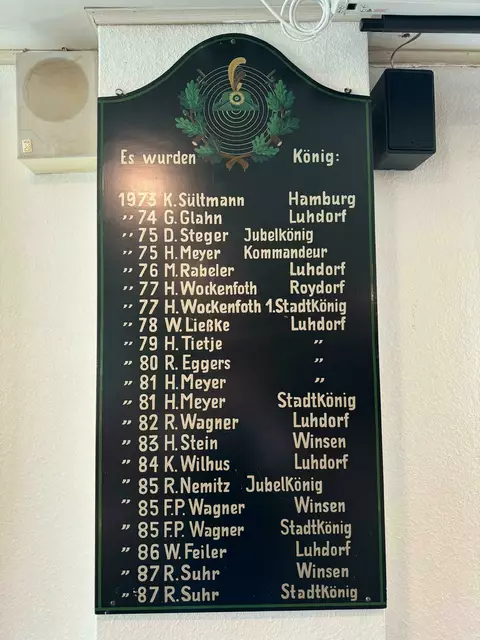 Es wurden König:
1973 K. Sültmann Hamburg
" 74 G. Glahn Luhdorf
" 75 D. Steger Jubelkönig
" 75 H. Meyer Kommandeur
" 76 M. Rabeler Luhdorf
" 77 H. Wockenfoth Roydorf
" 77 H. Wockenfoth 1. Stadtkönig
" 78 W. Ließke Luhdorf
" 79 H. Tietje "
" 80 R. Eggers "
" 81 H. Meyer "
" 81 H. Meyer Stadtkönig
" 82 R. Wagner Luhdorf
" 83 H. Stein Winsen
" 84 K. Wilhus Luhdorf
" 85 R. Nemitz Jubelkönig
" 85 F.P. Wagner Winsen
" 85 F.P. Wagner Stadtkönig
" 86 W. Feiler Luhdorf
" 87 R. Suhr Winsen
" 87 R. Suhr Stadtkönig